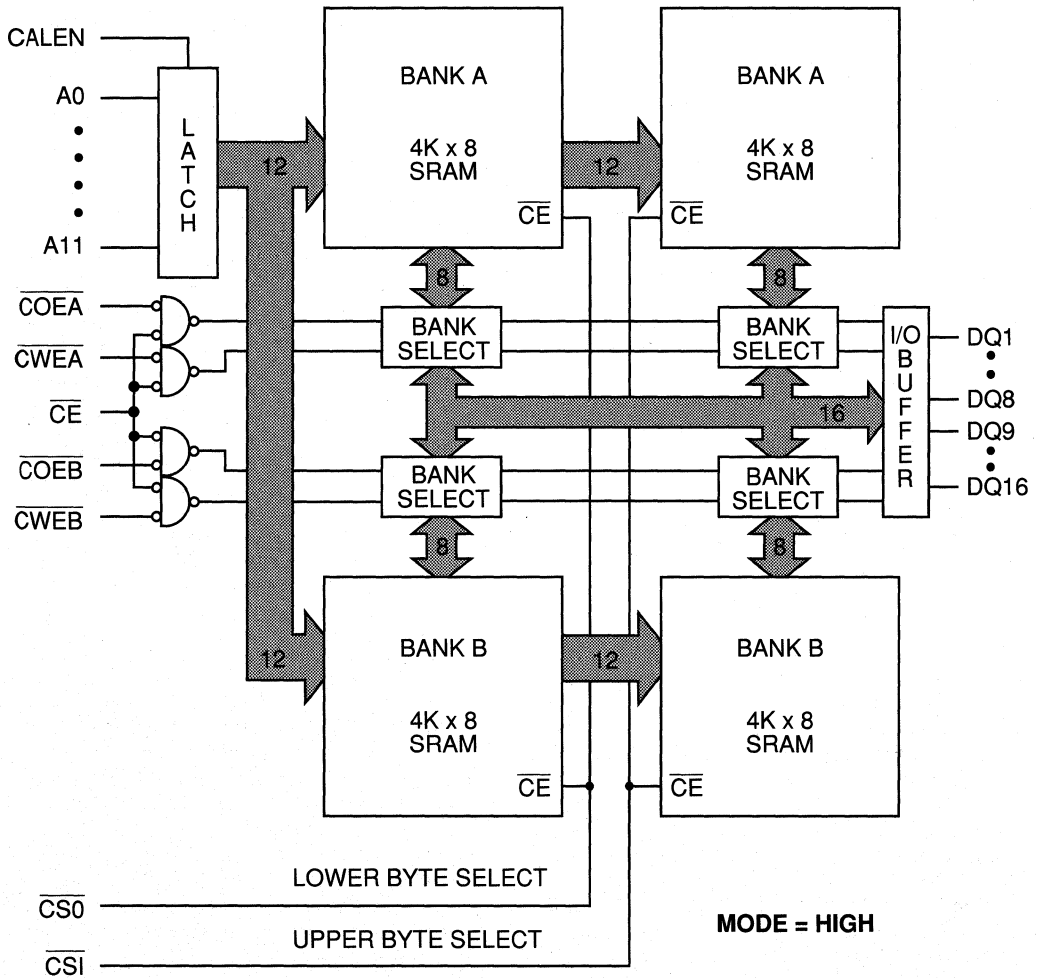 CALEN
A0
A11
LATCH
12
BANK A
4K x 8
SRAM
CE
12
BANK A
4K x 8
SRAM
CE
8
8
COEA
CWEA
CE
COEB
CWEB
BANK
SELECT
BANK
SELECT
16
BANK
SELECT
BANK
SELECT
I/O
BUFFER
DQ1
DQ8
DQ9
DQ16
8
8
12
BANK B
4K x 8
SRAM
CE
12
BANK B
4K x 8
SRAM
CE
LOWER BYTE SELECT
CS0
UPPER BYTE SELECT
CSI
MODE = HIGH